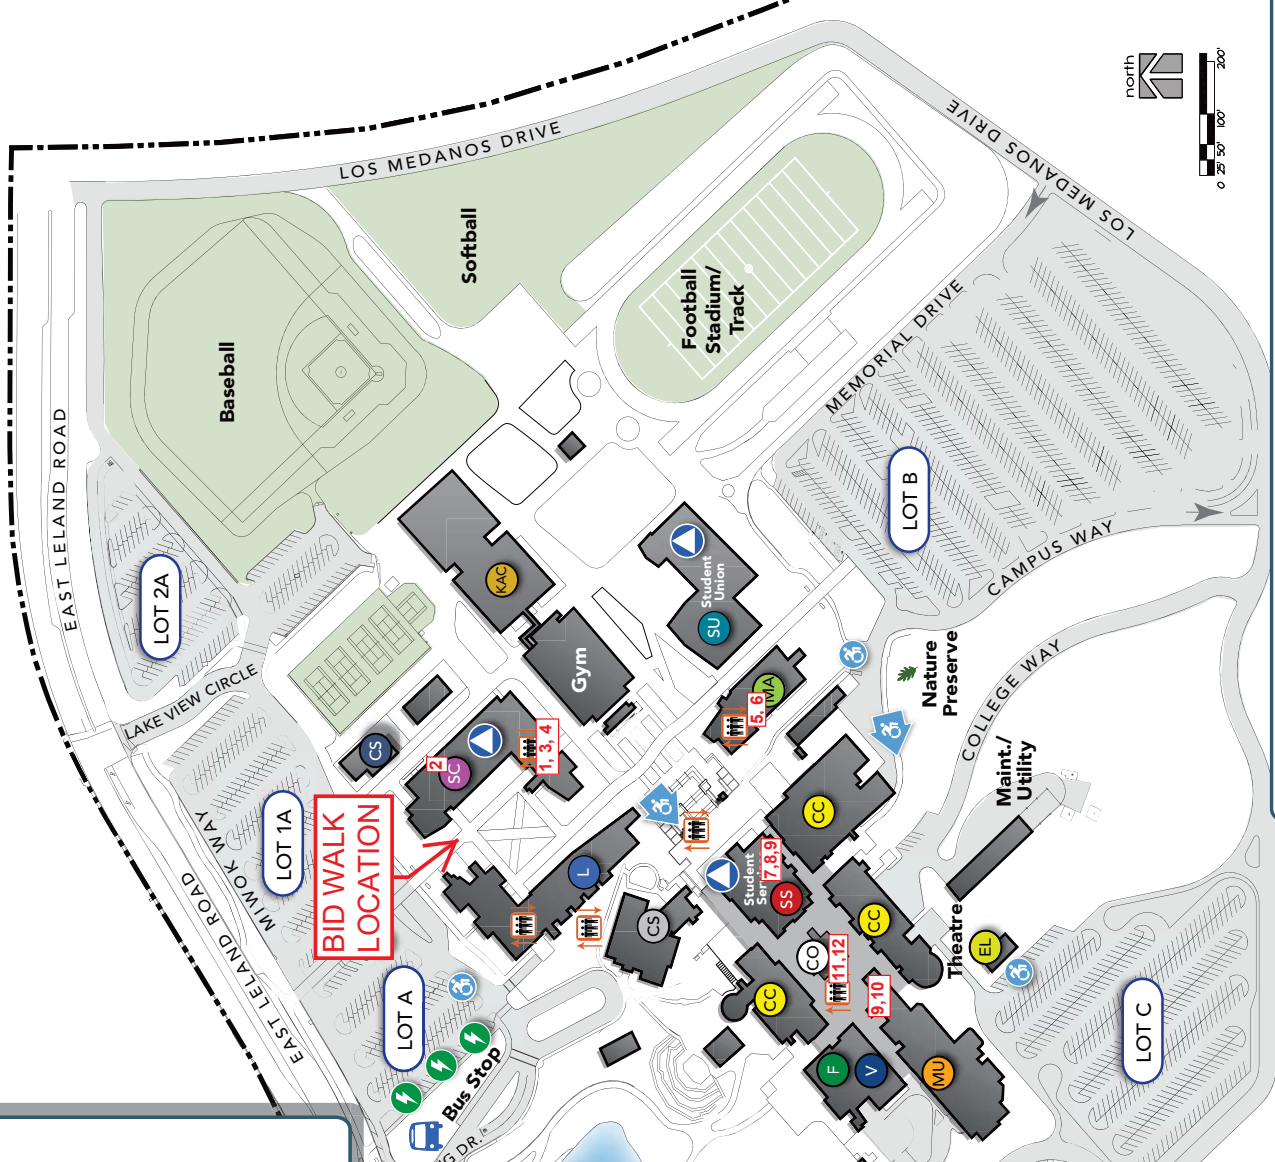 north
0 25' 50' 100' 200'
LOS MEDANOS DRIVE
LOS MEDANOS DRIVE
LOS MEDANOS
EAST LELAND ROAD
Baseball
Softball
Football
Stadium/
Track
MEMORIAL DRIVE
LOT 2A
LOT B
CAMPUS WAY
LAKE VIEW CIRCLE
KAC
Student
Union
SU
Gym
Nature
Preserve
COLLEGE WAY
MA
5, 6
CS
SC
2
1, 3, 4
MIWOK WAY
LOT 1A
BID WALK
LOCATION
EAST LELAND ROAD
Maint./
Utility
CC
L
Student
Ser
7,8,9
SS
CS
CC
Theatre
EL
CO
11,12
9,10
CC
LOT A
LOT C
Bus Stop
F
V
MU
G DR.